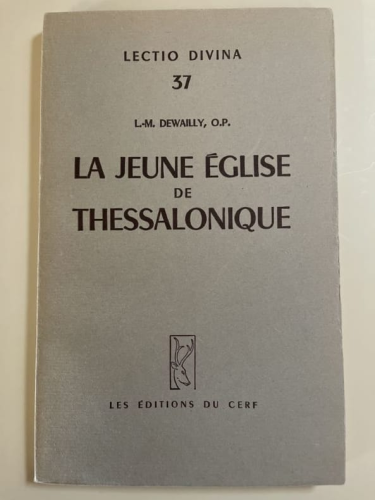 LECTIO DIVINA
37
L.-M. DEWAILLY, O.P.
LA JEUNE ÉGLISE
DE
THESSALONIQUE
LES ÉDITIONS DU CERF